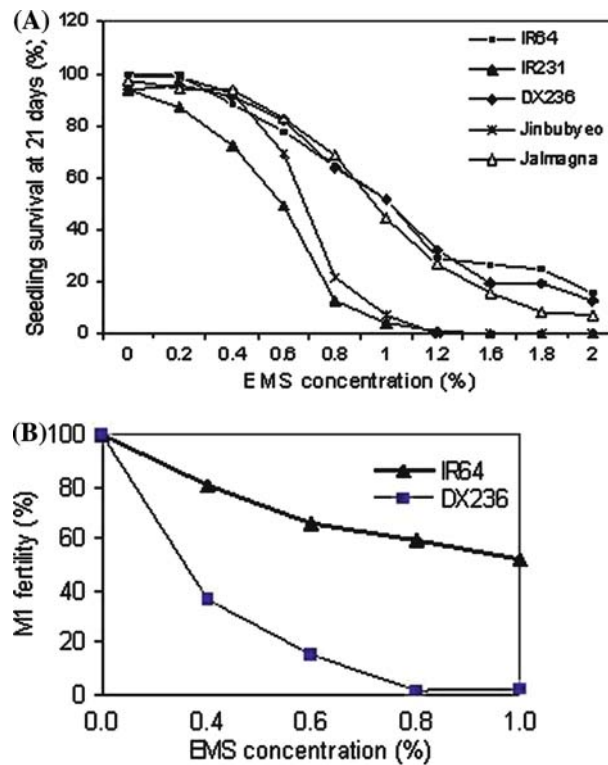 (A)
120
100
80
60
40
20
0
Seedling survival at 21 days (%;
IR64
IR231
DX236
Jinbubyeo
Jalmagna
0 0.2 0.4 0.6 0.8 1 1.2 1.6 1.8 2
EMS concentration (%)
(B)
100
80
60
40
20
0
M1 fertility (%)
IR64
DX236
0.0 0.4 0.6 0.8 1.0
EMS concentration (%)